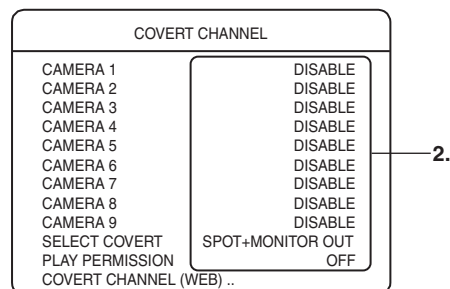 COVERT CHANNEL
CAMERA 1 DISABLE
CAMERA 2 DISABLE
CAMERA 3 DISABLE
CAMERA 4 DISABLE
CAMERA 5 DISABLE
CAMERA 6 DISABLE
CAMERA 7 DISABLE
CAMERA 8 DISABLE
CAMERA 9 DISABLE
SELECT COVERT SPOT+MONITOR OUT
PLAY PERMISSION OFF
COVERT CHANNEL (WEB) ..
2.